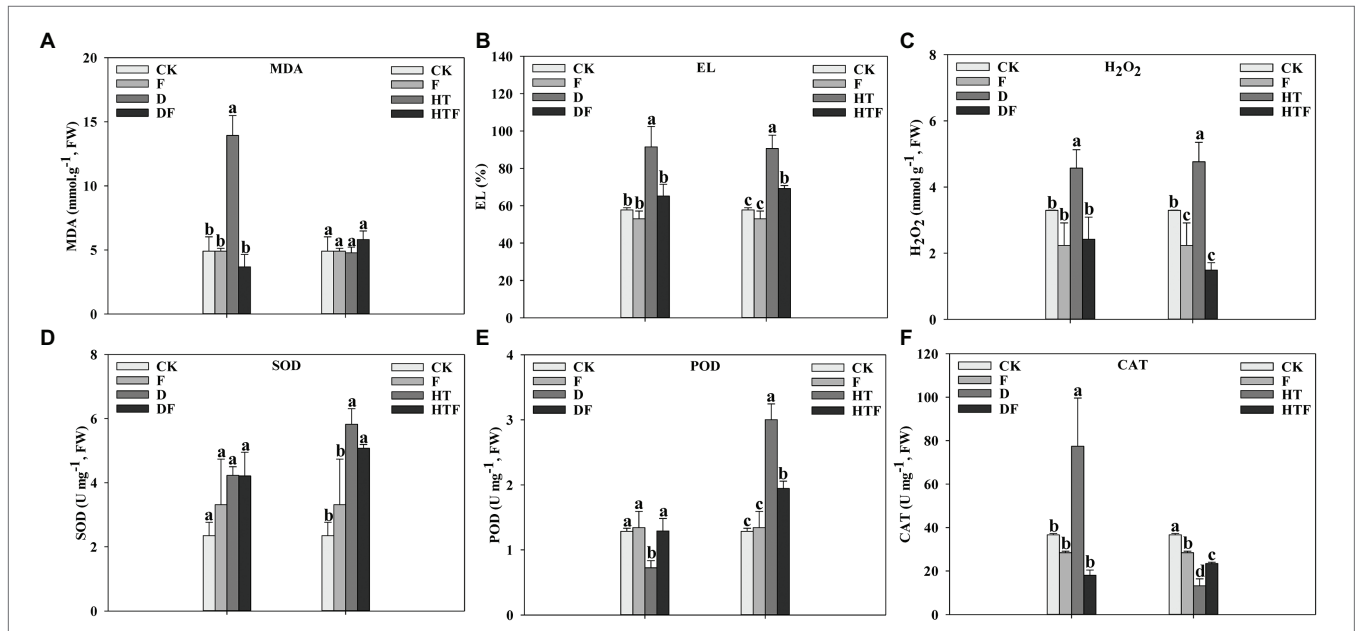 A
MDA
MDA (mmol.g-1, FW)
20
15
10
5
0
CK
F
D
DF
CK
F
HT
HTF
b
b
a
b
a
a
a
a
B
EL
EL (%)
140
120
100
80
60
40
20
0
CK
F
D
DF
CK
F
HT
HTF
b
b
a
b
c
c
a
b
C
H2O2
H2O2 (mmol g-1, FW)
8
6
4
2
0
CK
F
D
DF
CK
F
HT
HTF
b
b
a
b
b
c
a
c
D
SOD
SOD (U mg-1, FW)
8
6
4
2
0
CK
F
D
DF
CK
F
HT
HTF
a
a
a
a
b
b
a
a
E
POD
POD (U mg-1, FW)
4
3
2
1
0
CK
F
D
DF
CK
F
HT
HTF
a
a
b
a
c
c
a
b
F
CAT
CAT (U mg-1, FW)
120
100
80
60
40
20
0
CK
F
D
DF
CK
F
HT
HTF
b
b
a
b
a
b
d
c